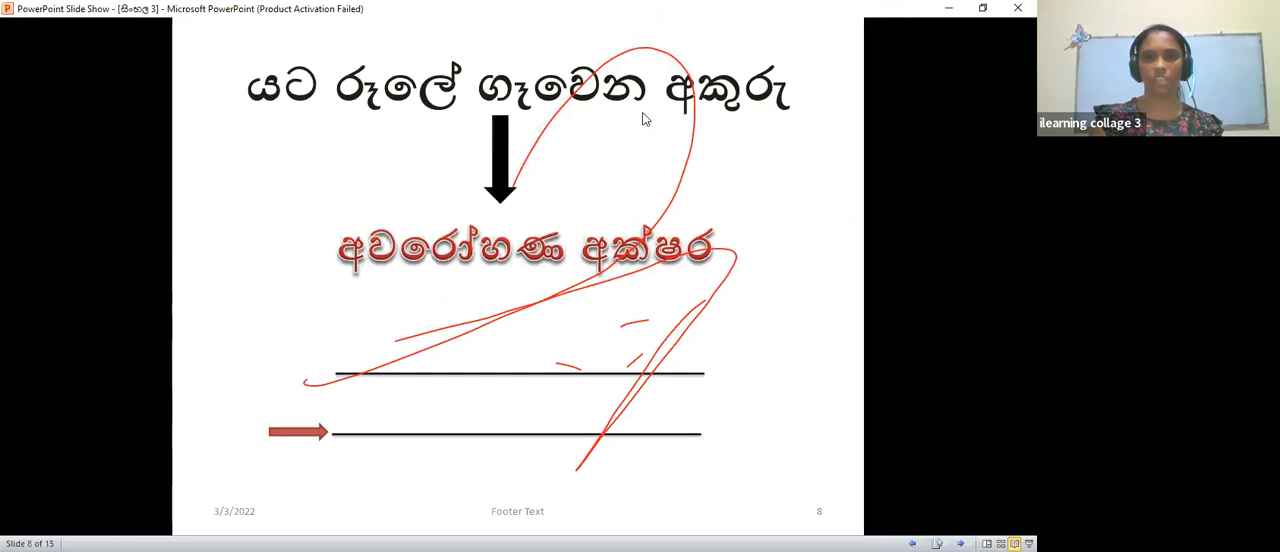 PowerPoint Slide Show - [සිංහල 3] - Microsoft PowerPoint (Product Activation Failed)
යට රූලේ ගෑවෙන අකුරු
ilearning collage 3
අවරෝහණ අක්ෂර
3/3/2022 Footer Text 8
Slide 8 of 15